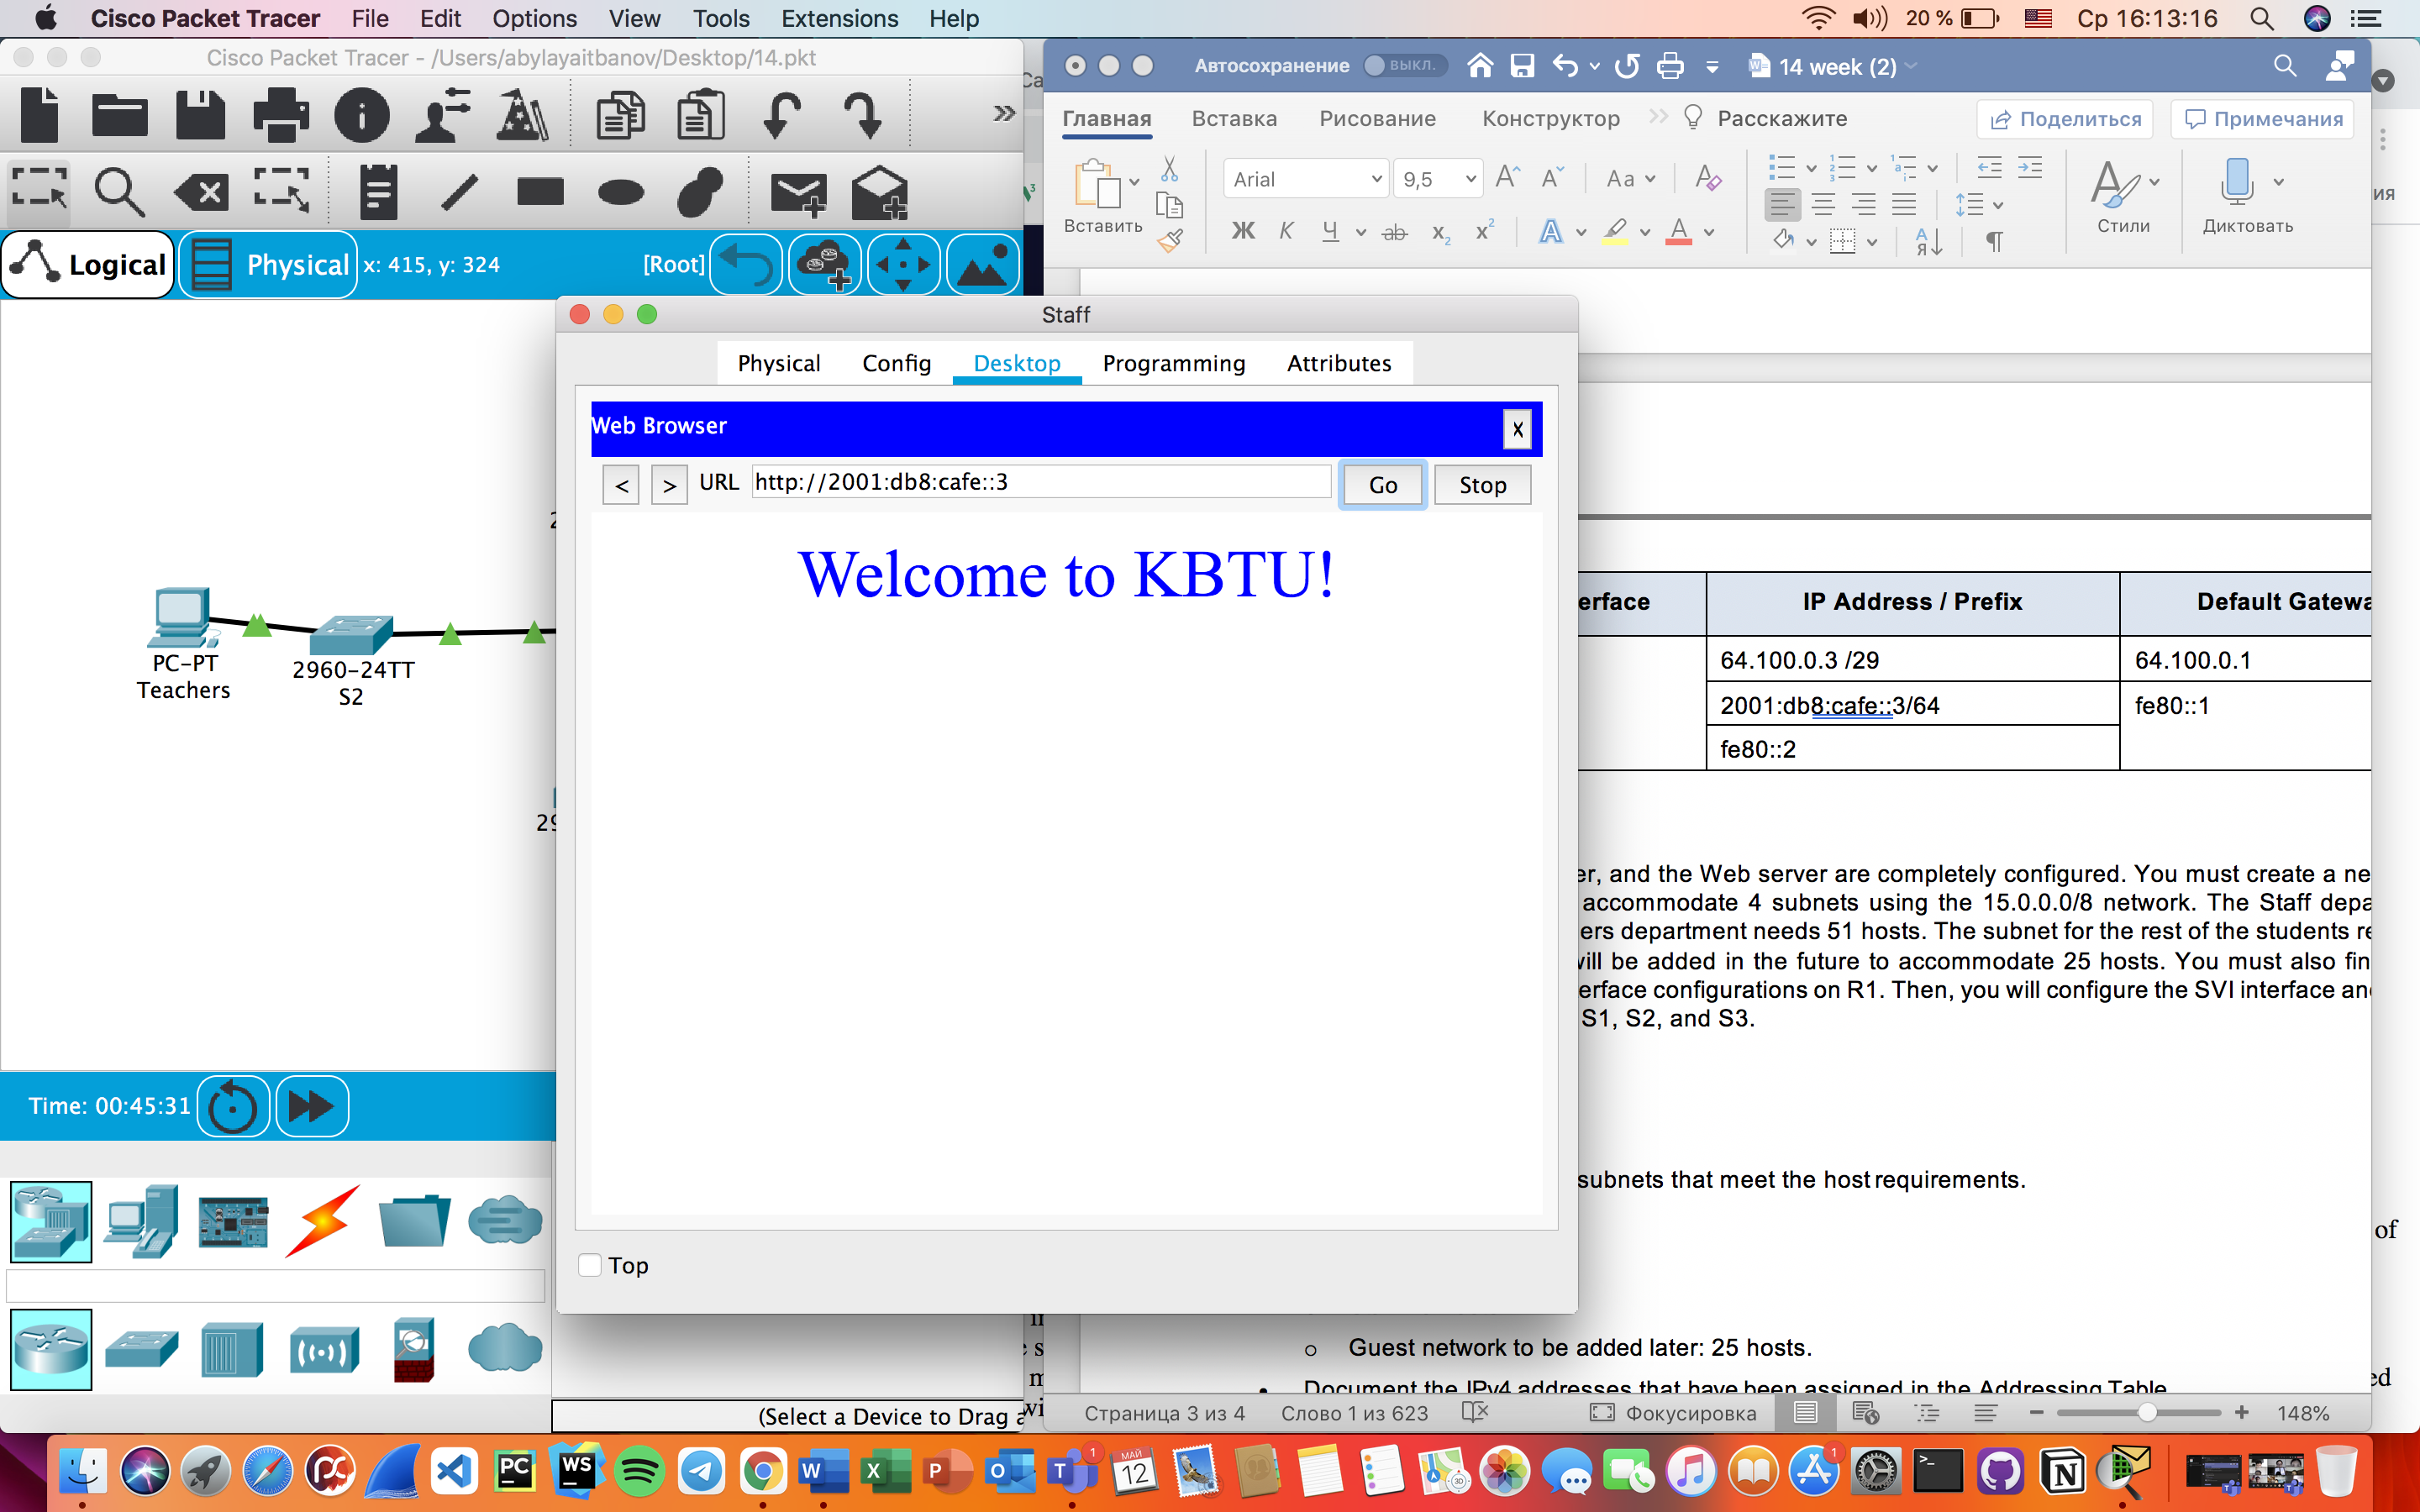 Cisco Packet Tracer File Edit Options View Tools Extensions Help
20 % Ср 16:13:16
Cisco Packet Tracer - /Users/abylayaitbanov/Desktop/14.pkt
Автосохранение ВЫКЛ. 14 week (2)
Главная Вставка Рисование Конструктор Расскажите Поделиться Примечания
Вставить Arial 9,5 Стили Диктовать
Ж К Ч ab x₂ x²
Logical Physical x: 415, y: 324 [Root]
Staff
Physical Config Desktop Programming Attributes
Web Browser X
< > URL http://2001:db8:cafe::3 Go Stop
Welcome to KBTU!
PC-PT
Teachers
2960-24TT
S2
erface IP Address / Prefix Default Gatewa
64.100.0.3 /29 64.100.0.1
2001:db8:cafe::3/64 fe80::1
fe80::2
er, and the Web server are completely configured. You must create a ne
accommodate 4 subnets using the 15.0.0.0/8 network. The Staff depa
ers department needs 51 hosts. The subnet for the rest of the students re
will be added in the future to accommodate 25 hosts. You must also fin
erface configurations on R1. Then, you will configure the SVI interface an
S1, S2, and S3.
subnets that meet the host requirements.
of
Time: 00:45:31
Top
o Guest network to be added later: 25 hosts.
• Document the IPv4 addresses that have been assigned in the Addressing Table
ed
(Select a Device to Drag a
Страница 3 из 4 Слово 1 из 623 Фокусировка 148%
МАЙ
12